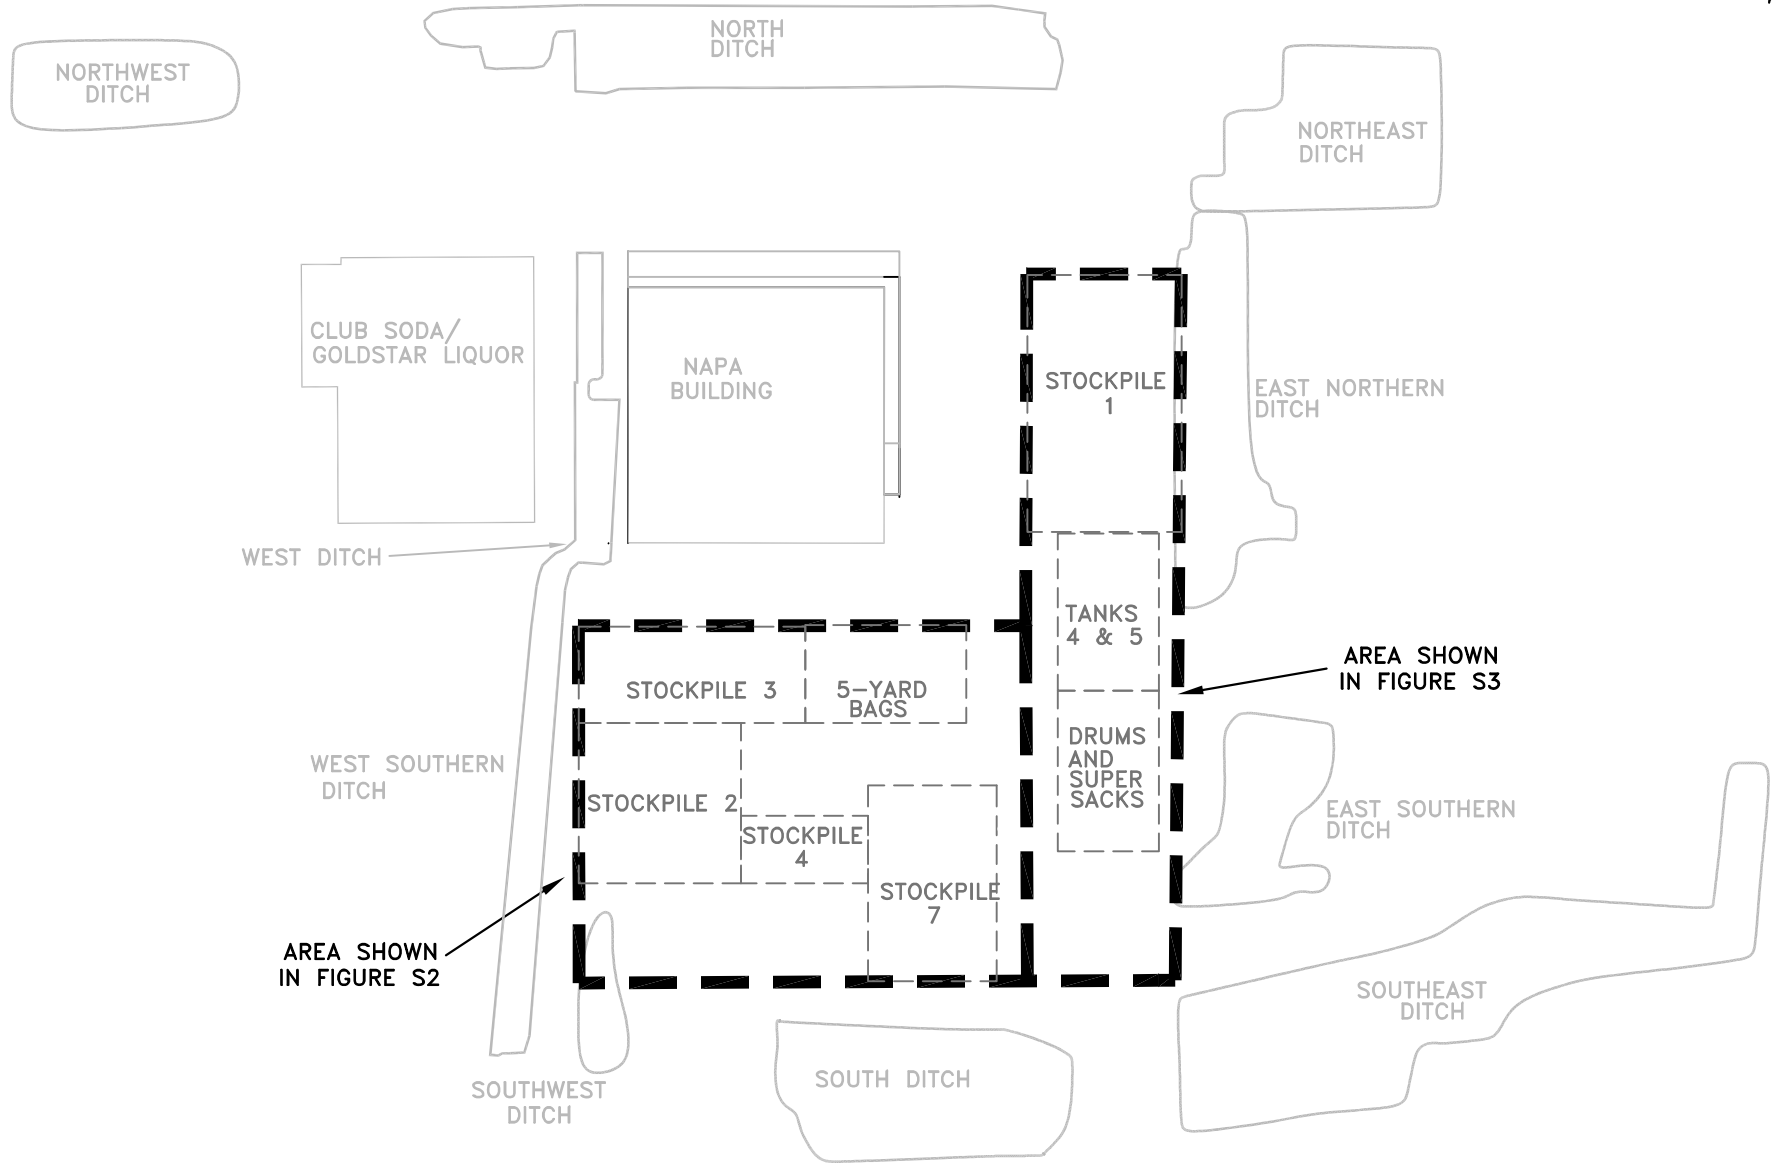 NORTH
DITCH
NORTHWEST
DITCH
NORTHEAST
DITCH
CLUB SODA/
GOLDSTAR LIQUOR
NAPA
BUILDING
STOCKPILE
1
EAST NORTHERN
DITCH
WEST DITCH
TANKS
4 & 5
AREA SHOWN
IN FIGURE S3
STOCKPILE 3
5-YARD
BAGS
DRUMS
AND
SUPER
SACKS
WEST SOUTHERN
DITCH
STOCKPILE 2
STOCKPILE
4
EAST SOUTHERN
DITCH
STOCKPILE
7
AREA SHOWN
IN FIGURE S2
SOUTHEAST
DITCH
SOUTH DITCH
SOUTHWEST
DITCH